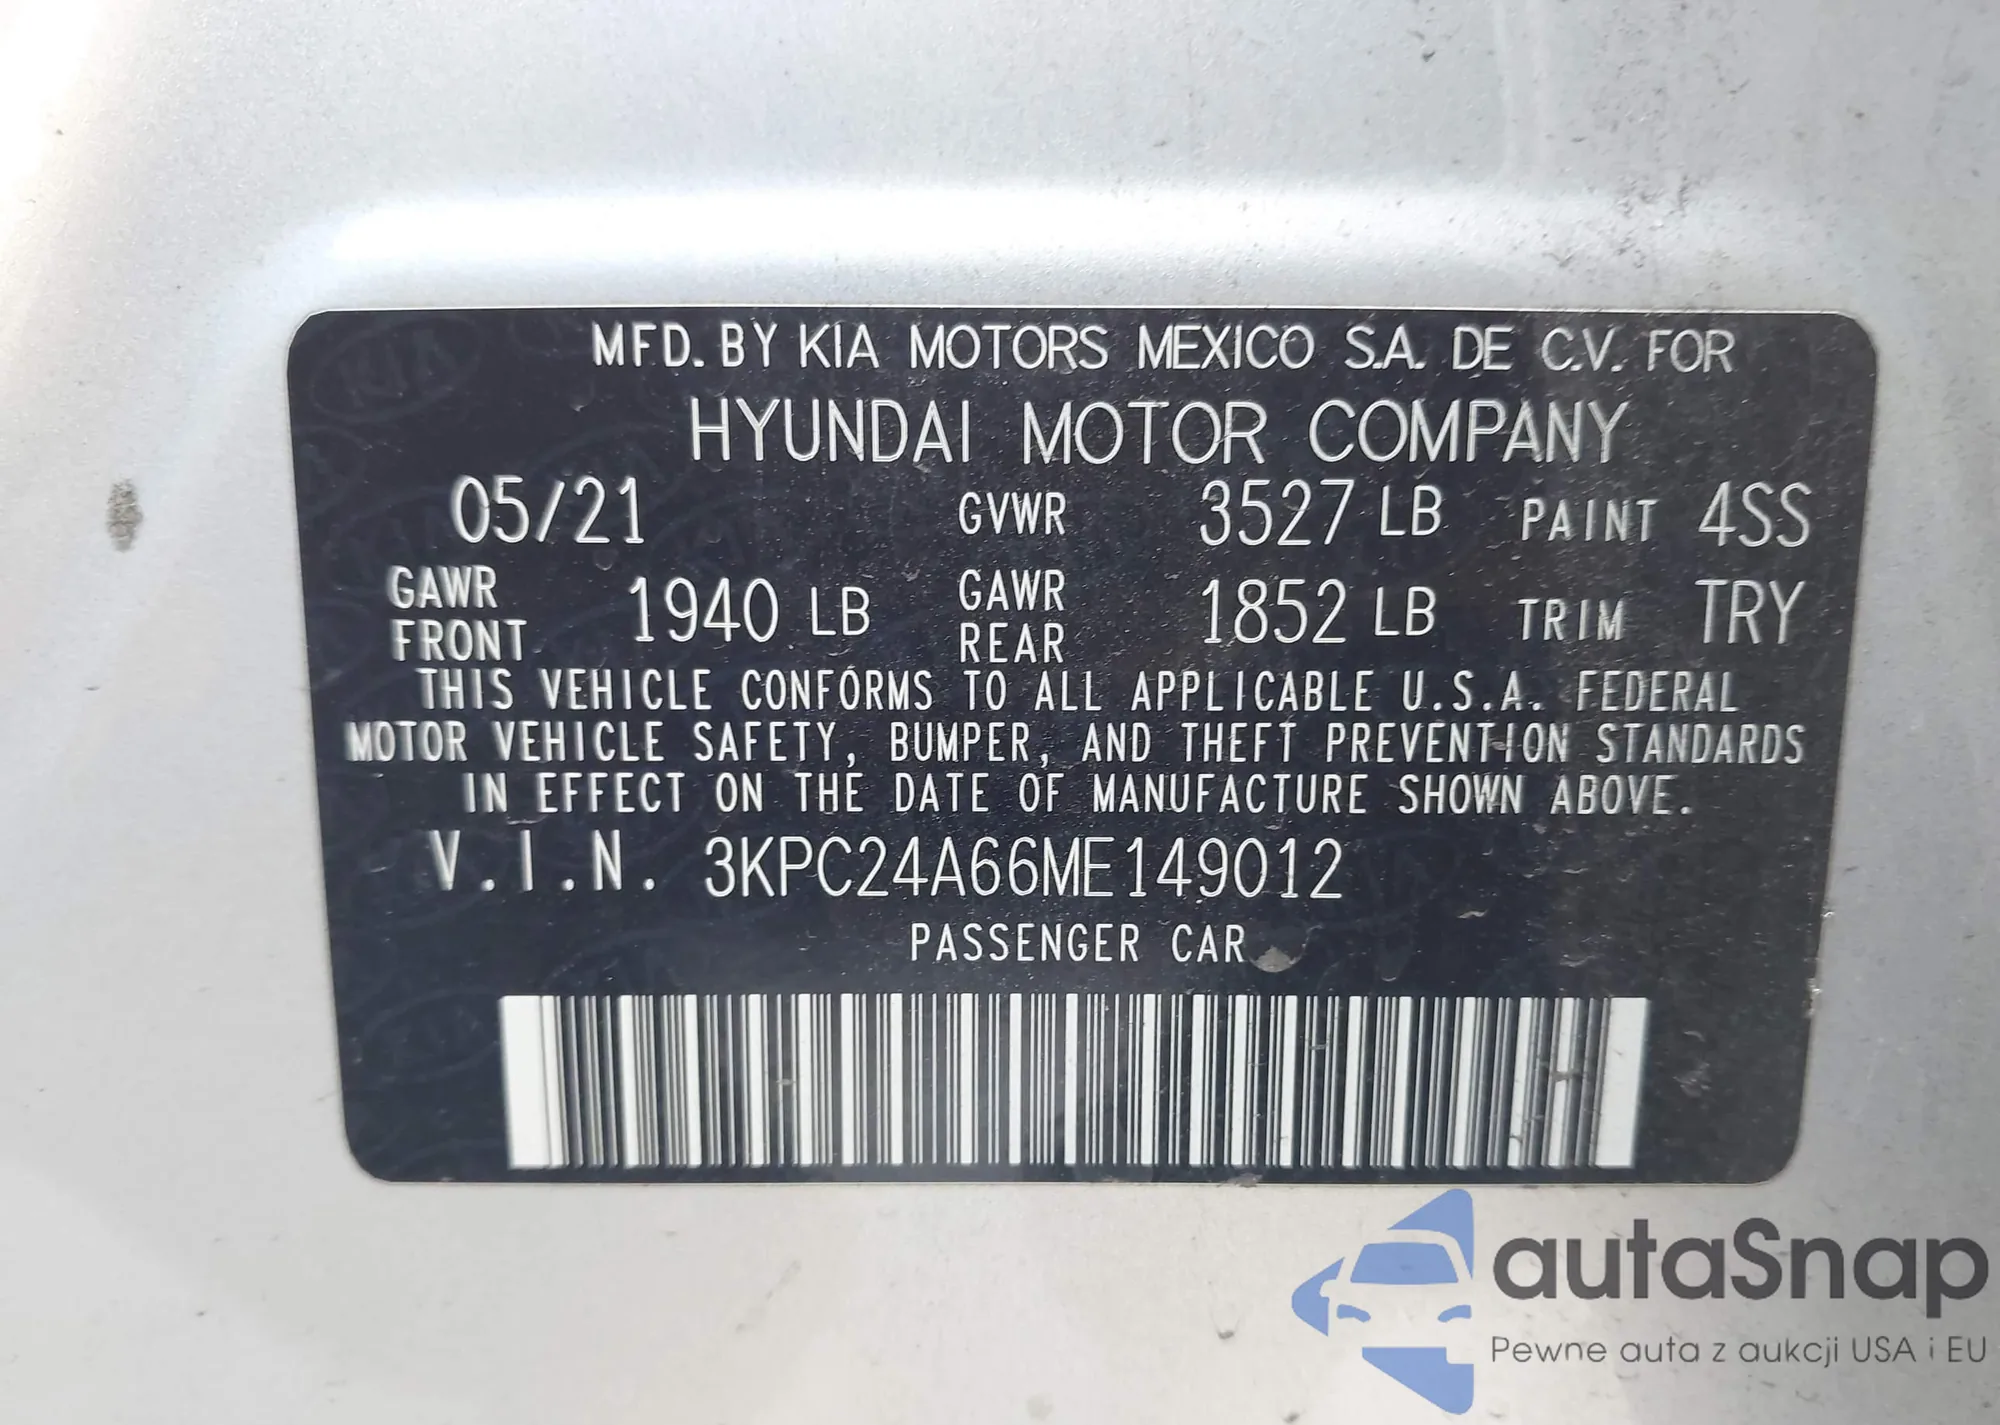 MFD. BY KIA MOTORS MEXICO S.A. DE C.V. FOR
HYUNDAI MOTOR COMPANY
05/21 GVWR 3527 LB PAINT 4SS
GAWR FRONT 1940 LB GAWR REAR 1852 LB TRIM TRY
THIS VEHICLE CONFORMS TO ALL APPLICABLE U.S.A. FEDERAL
MOTOR VEHICLE SAFETY, BUMPER, AND THEFT PREVENTION STANDARDS
IN EFFECT ON THE DATE OF MANUFACTURE SHOWN ABOVE.
V.I.N. 3KPC24A66ME149012
PASSENGER CAR
autaSnap
Pewne auta z aukcji USA i EU